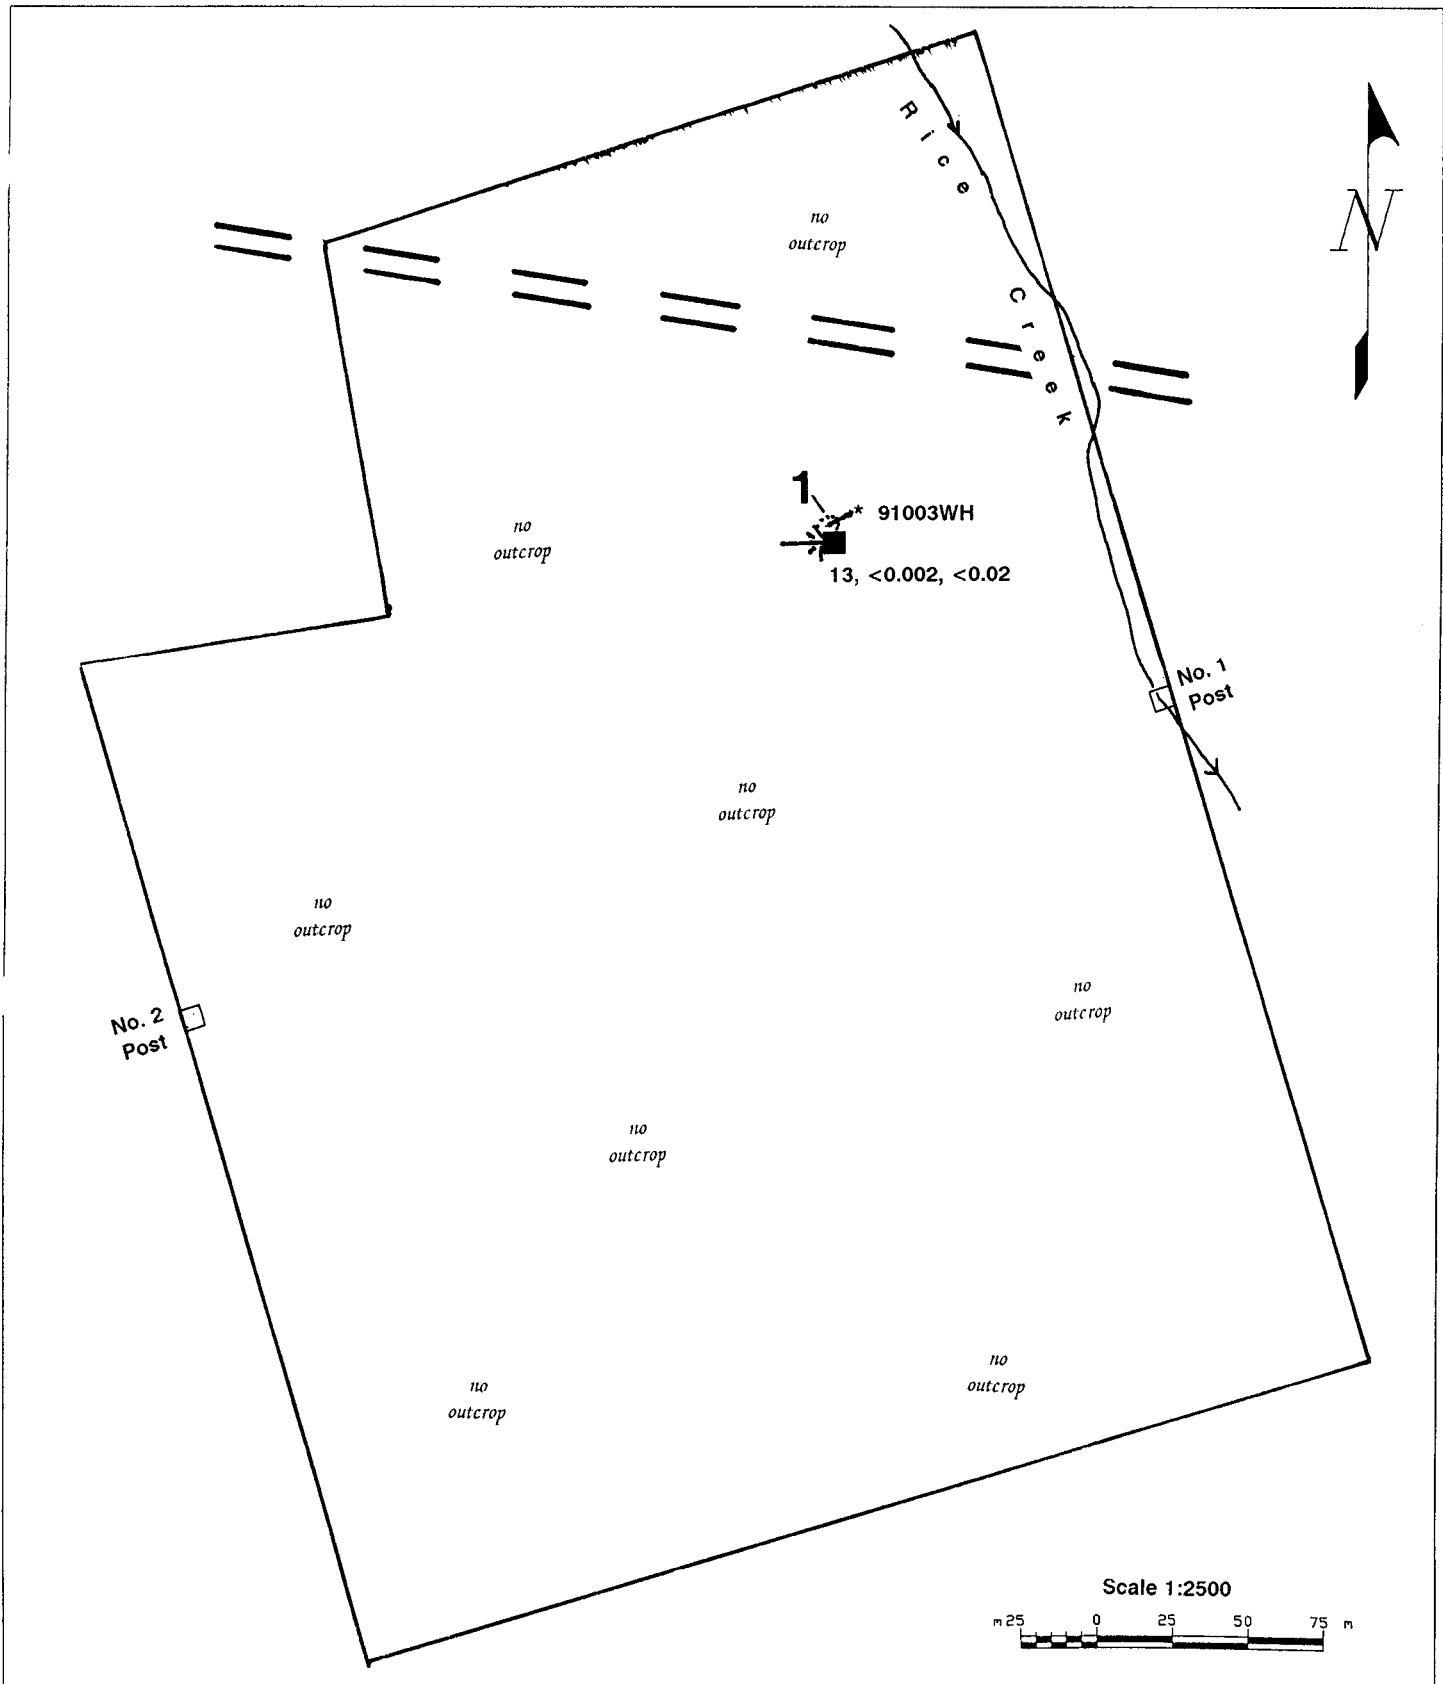 Rice Creek
N
no
outcrop
1
* 91003WH
no
outcrop
13, <0.002, <0.02
No. 1
Post
no
outcrop
no
outcrop
no
outcrop
No. 2
Post
no
outcrop
no
outcrop
no
outcrop
Scale 1:2500
m 25 0 25 50 75 m